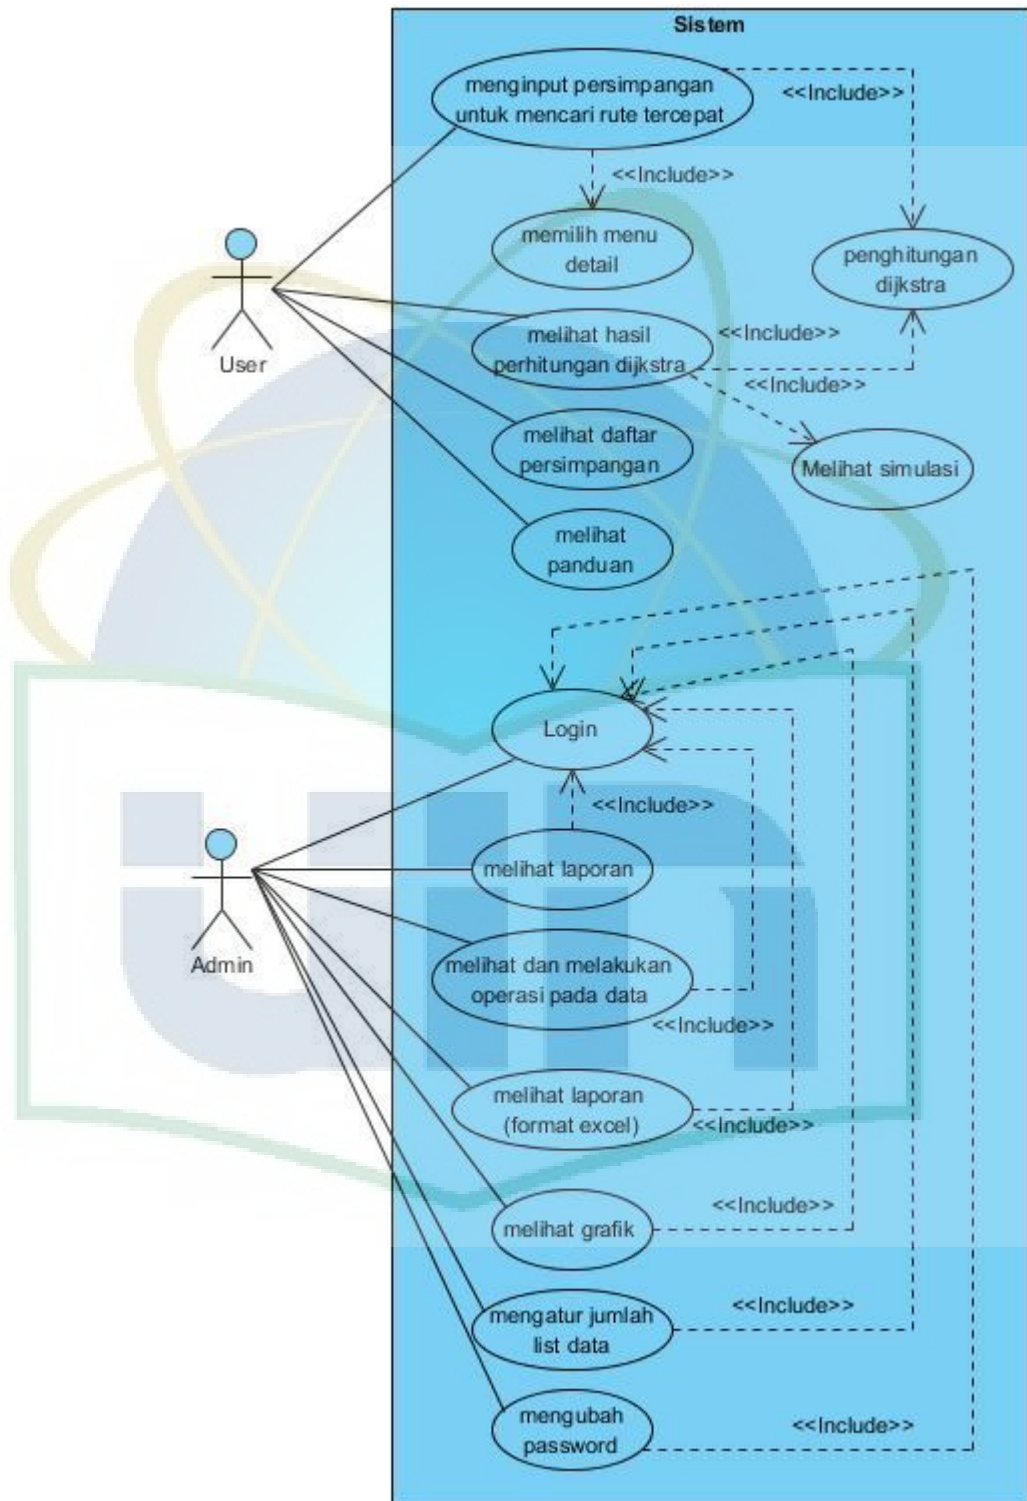 Sistem
menginput persimpangan
untuk mencari rute tercepat
<<Include>>
<<Include>>
memilih menu
detail
penghitungan
dijkstra
User
melihat hasil
perhitungan dijkstra
<<Include>>
<<Include>>
melihat daftar
persimpangan
Melihat simulasi
melihat
panduan
Login
<<Include>>
melihat laporan
Admin
melihat dan melakukan
operasi pada data
<<Include>>
melihat laporan
(format excel)
<<Include>>
melihat grafik
<<Include>>
mengatur jumlah
list data
<<Include>>
mengubah
password
<<Include>>
uin